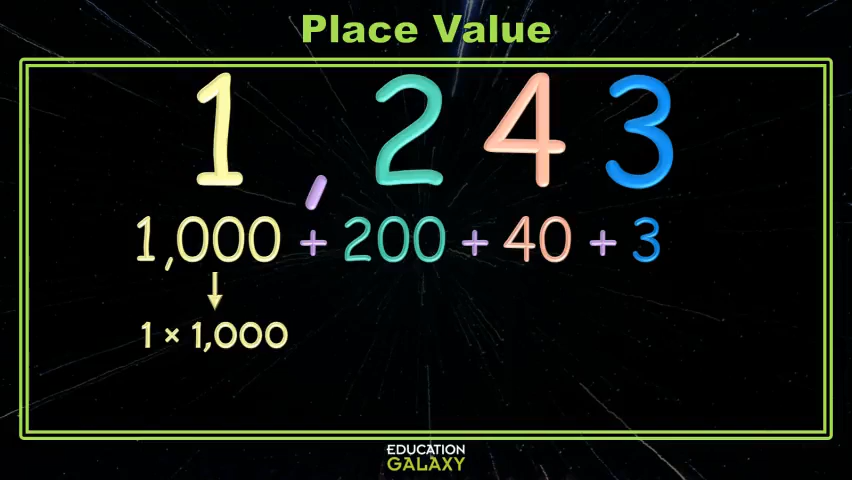 Place Value
1,243
1,000 + 200 + 40 + 3
1 × 1,000
EDUCATION
GALAXY